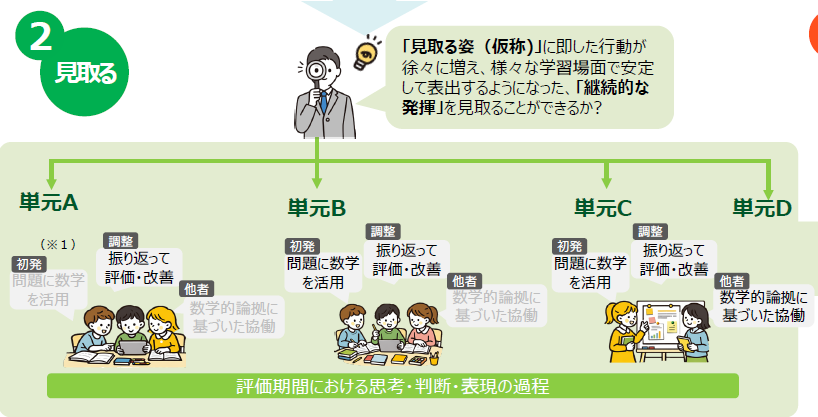 2
見取る
「見取る姿（仮称）」に即した行動が
徐々に増え、様々な学習場面で安定
して表出するようになった、「継続的な
発揮」を見取ることができるか？
単元A
（※１）
初発
問題に数学
を活用
調整
振り返って
評価・改善
他者
数学的論拠に
基づいた協働
単元B
初発
問題に数学
を活用
調整
振り返って
評価・改善
他者
数学的論拠に
基づいた協働
単元C
初発
問題に数学
を活用
調整
振り返って
評価・改善
他者
数学的論拠に
基づいた協働
単元D
評価期間における思考・判断・表現の過程